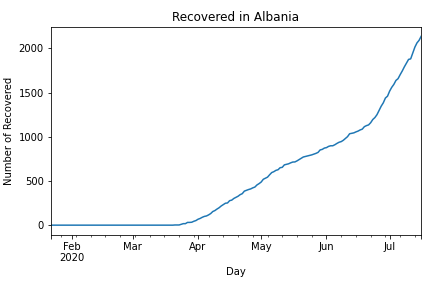 Recovered in Albania
Number of Recovered
2000
1500
1000
500
0
Feb
2020
Mar
Apr
May
Jun
Jul
Day